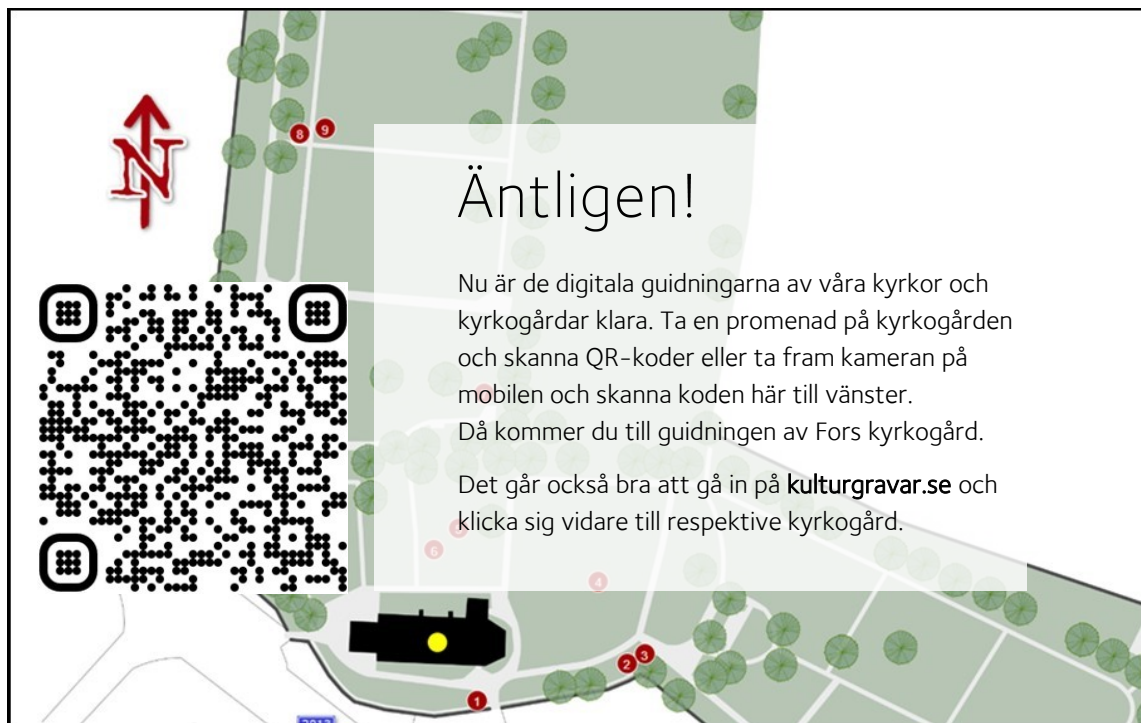 8
9
N
Äntligen!
Nu är de digitala guidningarna av våra kyrkor och
kyrkogårdar klara. Ta en promenad på kyrkogården
och skanna QR-koder eller ta fram kameran på
mobilen och skanna koden här till vänster.
Då kommer du till guidningen av Fors kyrkogård.
Det går också bra att gå in på kulturgravar.se och
klicka sig vidare till respektive kyrkogård.
6
4
3
2
1